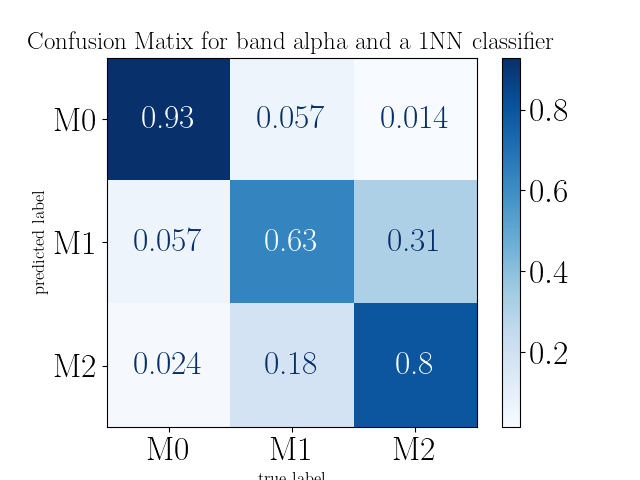 Confusion Matix for band alpha and a 1NN classifier
M0 0.93 0.057 0.014
M1 0.057 0.63 0.31
M2 0.024 0.18 0.8
predicted label
M0 M1 M2
true label
0.8
0.6
0.4
0.2